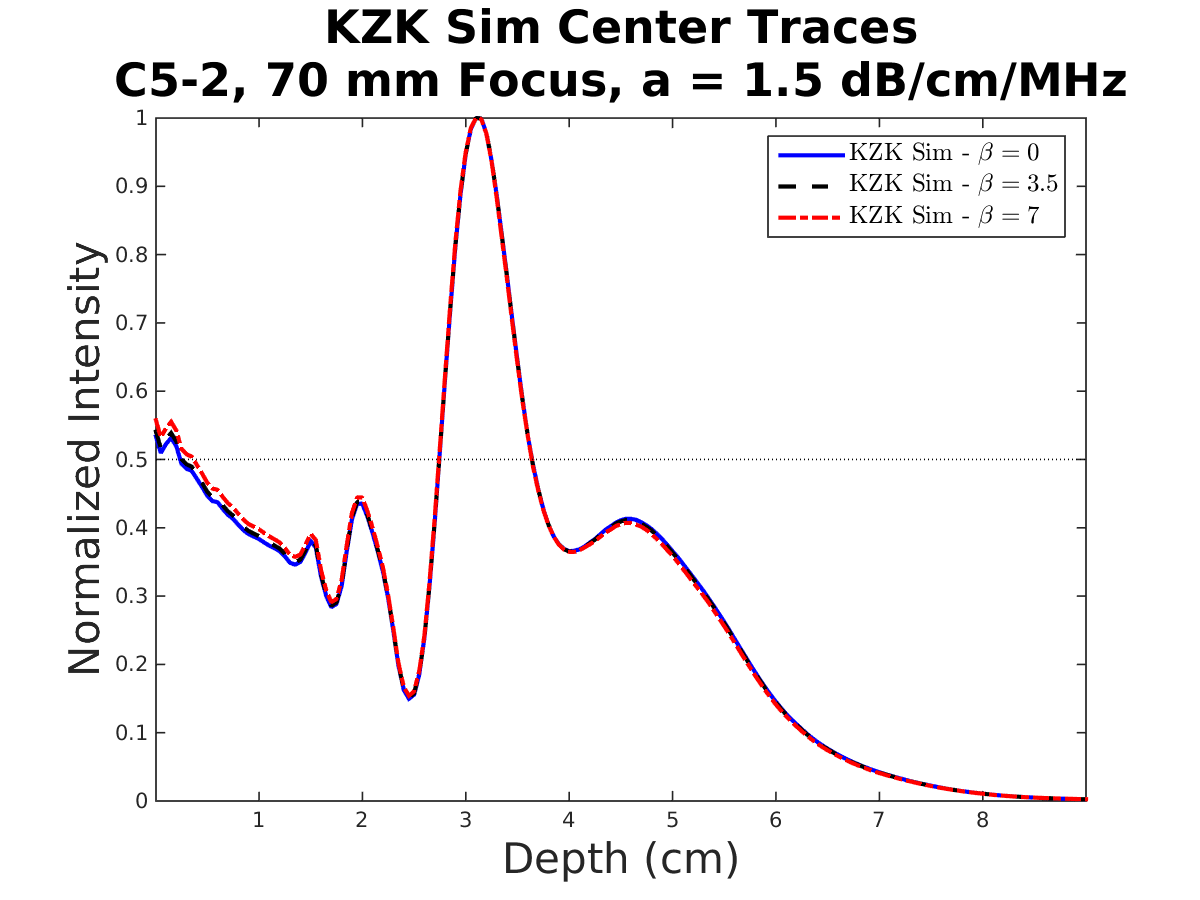 KZK Sim Center Traces
C5-2, 70 mm Focus, a = 1.5 dB/cm/MHz
KZK Sim - β = 0
KZK Sim - β = 3.5
KZK Sim - β = 7
Normalized Intensity
1
0.9
0.8
0.7
0.6
0.5
0.4
0.3
0.2
0.1
0
1 2 3 4 5 6 7 8
Depth (cm)